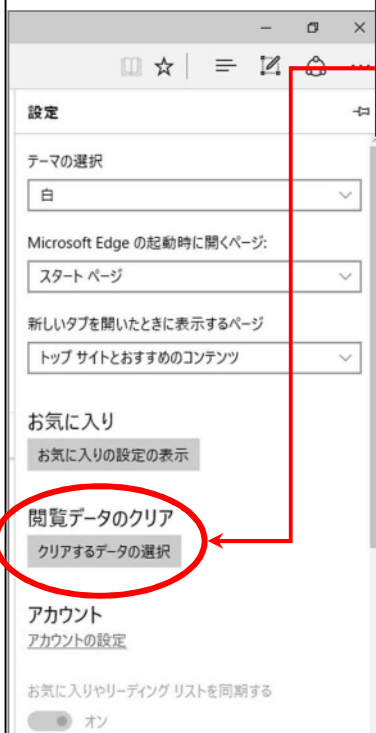 設定
テーマの選択
白
Microsoft Edge の起動時に開くページ:
スタート ページ
新しいタブを開いたときに表示するページ
トップ サイトとおすすめのコンテンツ
お気に入り
お気に入りの設定の表示
閲覧データのクリア
クリアするデータの選択
アカウント
アカウントの設定
お気に入りやリーディング リストを同期する
オン